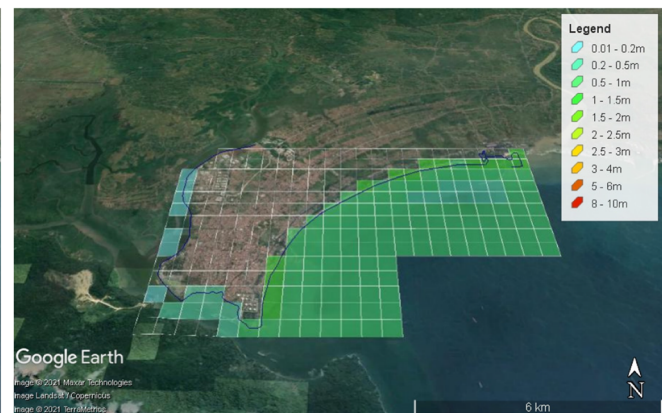 Legend
0.01 - 0.2m
0.2 - 0.5m
0.5 - 1m
1 - 1.5m
1.5 - 2m
2 - 2.5m
2.5 - 3m
3 - 4m
5 - 6m
8 - 10m
Google Earth
Image © 2021 Maxar Technologies
Image Landsat / Copernicus
Image © 2021 TerraMetrics
N
6 km